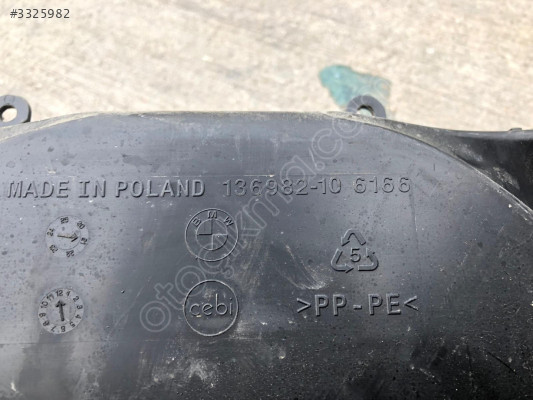 #3325982
MADE IN POLAND 136982-10 6166
BMW
5
cebi
>PP-PE<